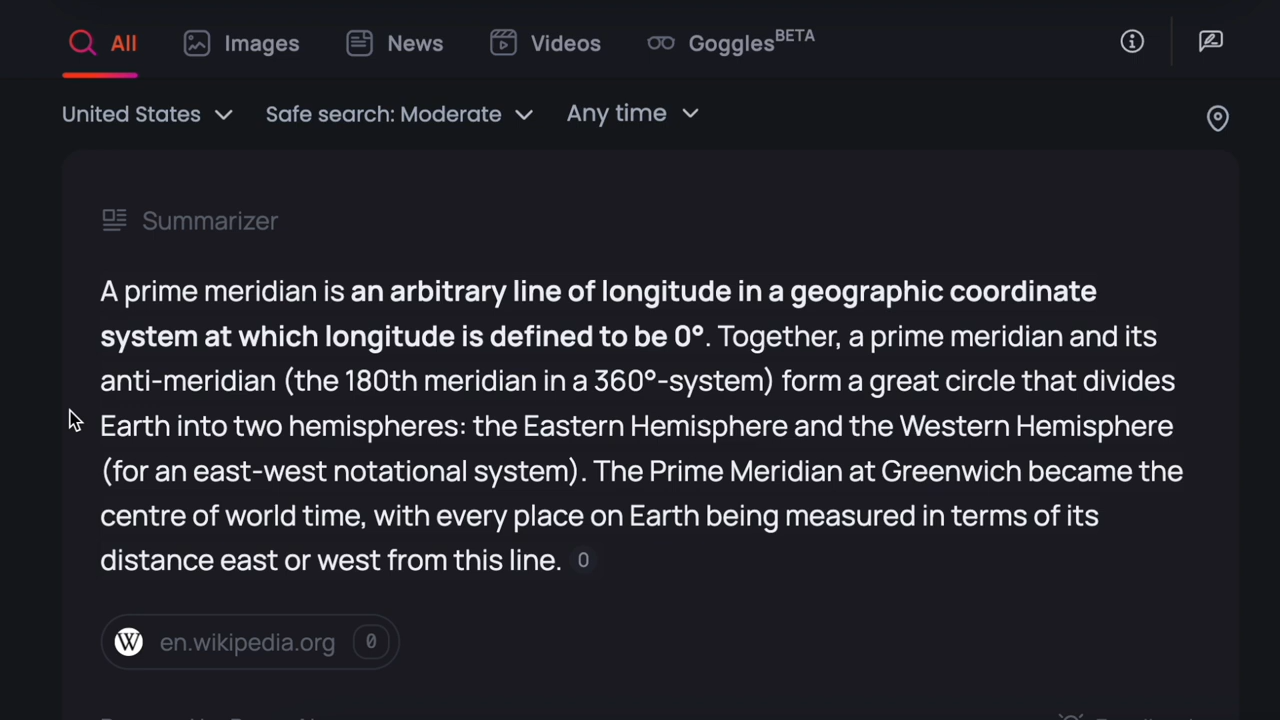 All Images News Videos GogglesBETA
United States Safe search: Moderate Any time
Summarizer
A prime meridian is an arbitrary line of longitude in a geographic coordinate
system at which longitude is defined to be 0°. Together, a prime meridian and its
anti-meridian (the 180th meridian in a 360°-system) form a great circle that divides
Earth into two hemispheres: the Eastern Hemisphere and the Western Hemisphere
(for an east-west notational system). The Prime Meridian at Greenwich became the
centre of world time, with every place on Earth being measured in terms of its
distance east or west from this line. 0
W en.wikipedia.org 0